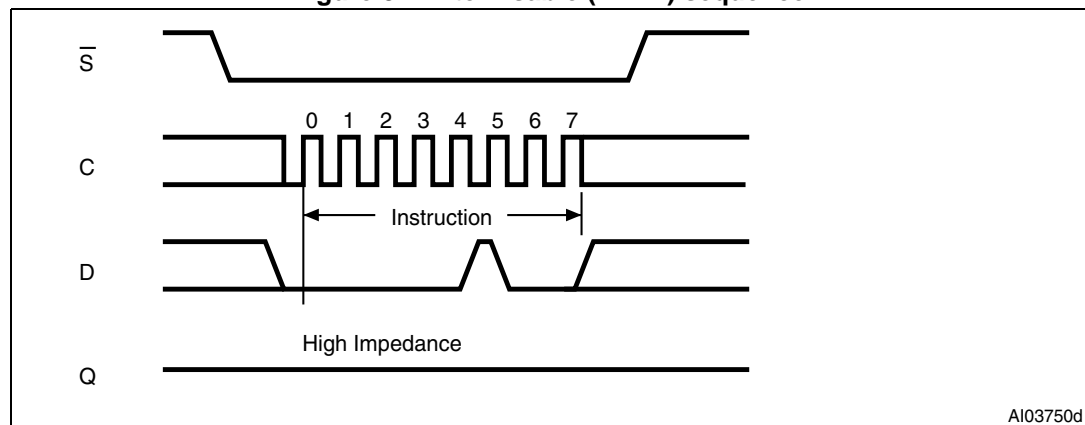 S̅
0 1 2 3 4 5 6 7
C
Instruction
D
High Impedance
Q
AI03750d